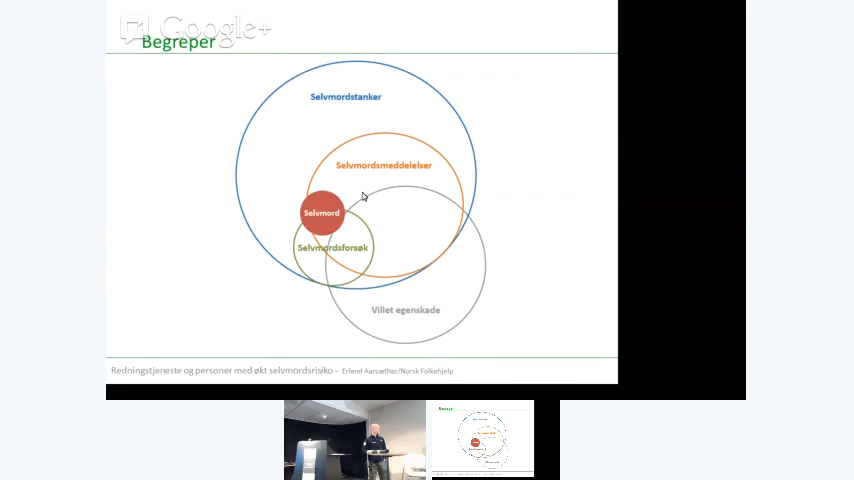 Google+
Begreper
Selvmordstanker
Selvmordsmeddelelser
Selvmord
Selvmordsforsøk
Villet egenskade
Redningstjeneste og personer med økt selvmordsrisiko – Erlend Aarsæther/Norsk Folkehjelp